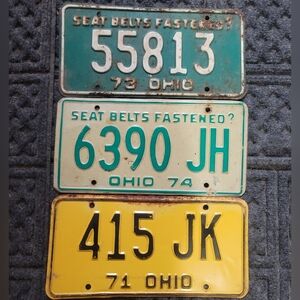 SEAT BELTS FASTENED?
55813
73 OHIO
SEAT BELTS FASTENED?
6390 JH
OHIO 74
415 JK
71 OHIO